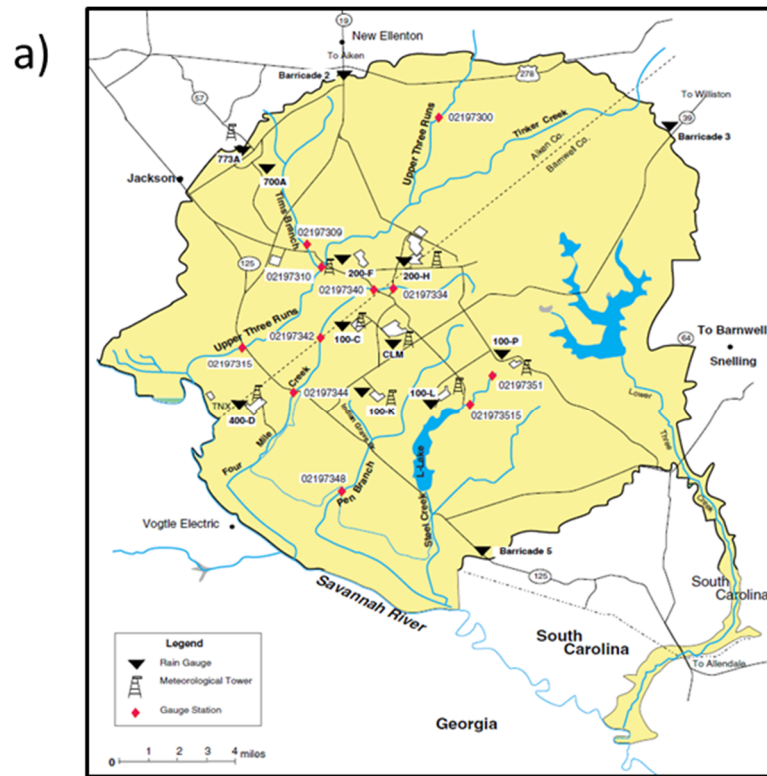 a)
19
New Ellenton
To Aiken
Barricade 2
278
To Williston
39
Barricade 3
57
02197300
Upper Three Runs
Tinker Creek
Aiken Co.
Barnwell Co.
773A
700A
Jackson
Tims Branch
02197309
125
02197310
200-F
200-H
02197340
02197334
Upper Three Runs
02197342
100-C
CLM
100-P
64
To Barnwell
Snelling
02197315
02197351
TNX
400-D
Creek
02197344
100-K
100-L
021973515
Lower
Three
Creek
Four
Mile
Indian Grave Br.
L-Lake
02197348
Pen Branch
Steel Creek
Vogtle Electric
Barricade 5
125
Savannah River
South
Carolina
South
Carolina
To Allendale
Georgia
Legend
Rain Gauge
Meteorological Tower
Gauge Station
0 1 2 3 4 miles